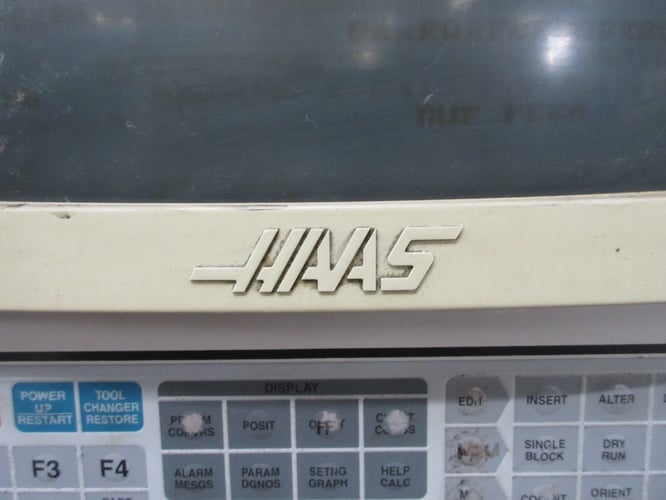 HAAS
DISPLAY
POWER
UP
RESTART
TOOL
CHANGER
RESTORE
POSIT
EDIT
INSERT
ALTER
F3
F4
ALARM
MESGS
PARAM
DGNOS
SETNG
GRAPH
HELP
CALC
SINGLE
BLOCK
DRY
RUN
ORIENT